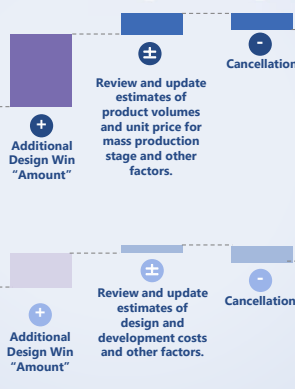 +
Additional
Design Win
“Amount”
±
Review and update
estimates of
product volumes
and unit price for
mass production
stage and other
factors.
-
Cancellation
+
Additional
Design Win
“Amount”
±
Review and update
estimates of
design and
development costs
and other factors.
-
Cancellation